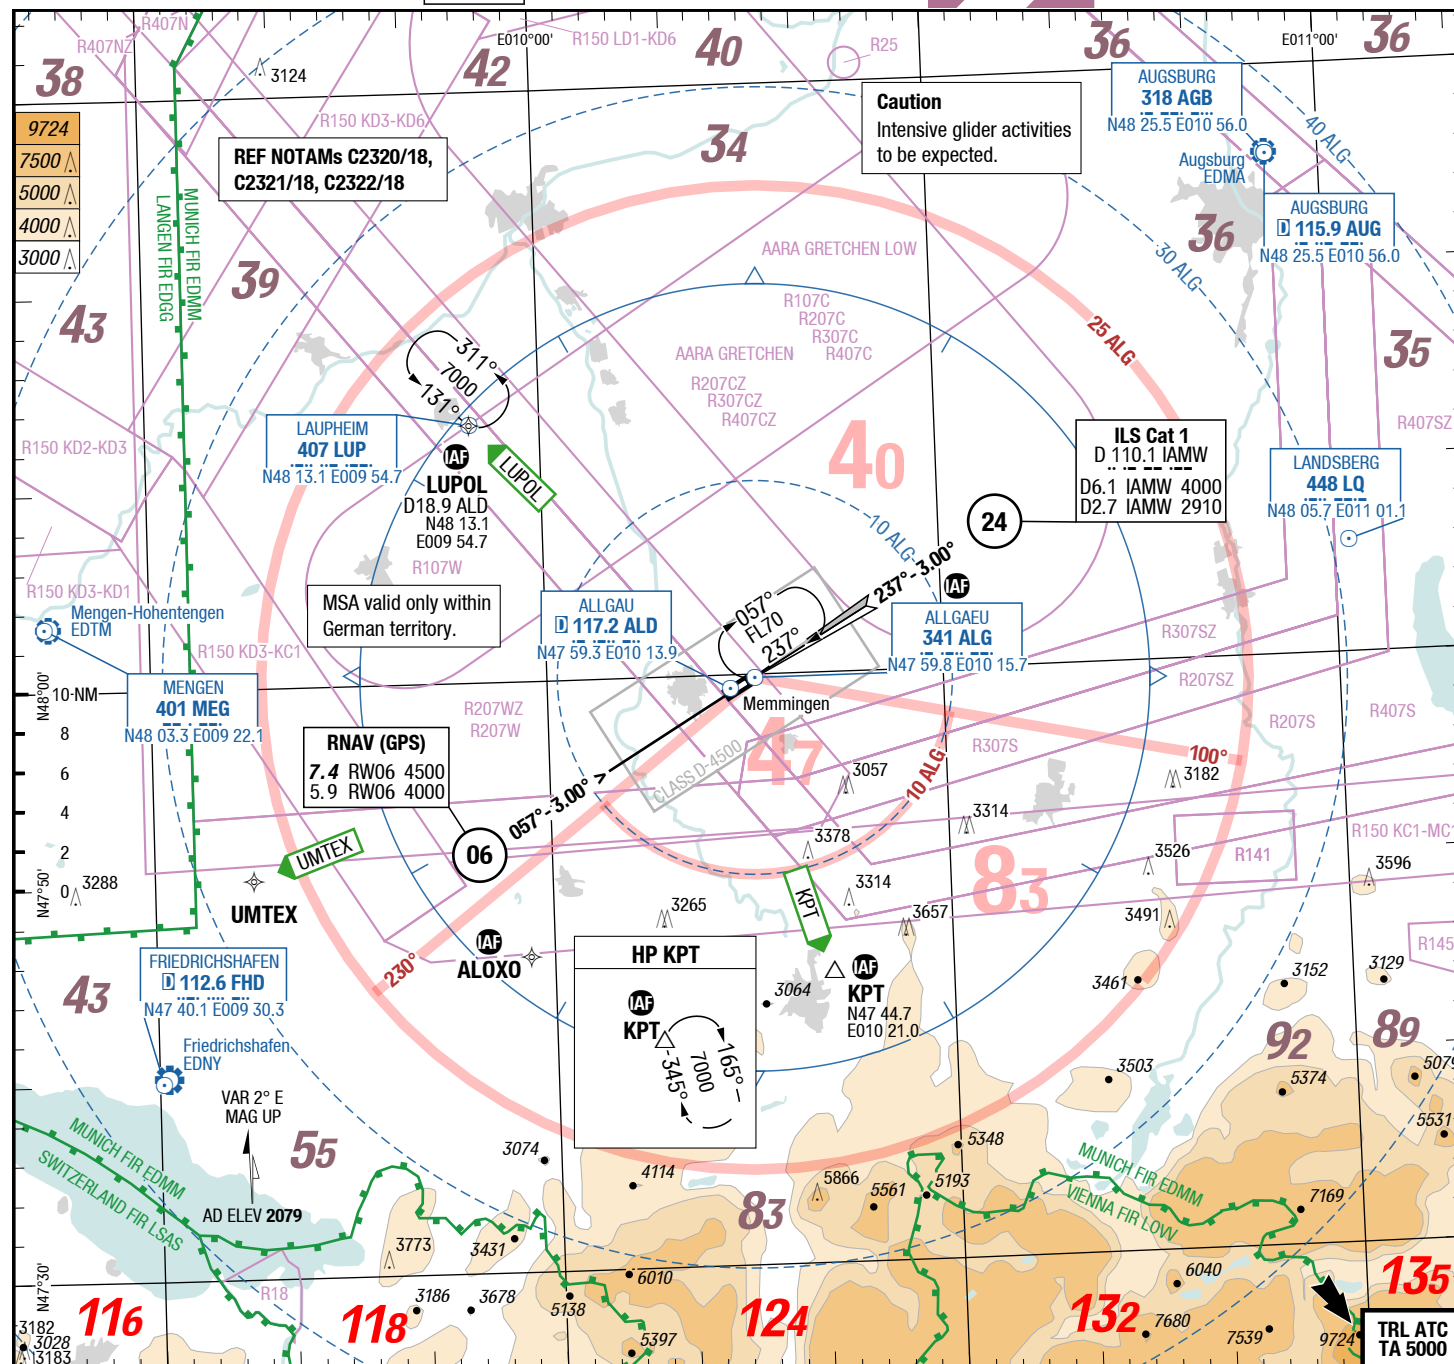 R407N
R407NZ
38
3124
42
E010°00'
R150 LD1-KD6
40
R25
36
E011°00'
36
9724
7500
5000
4000
3000
R150 KD3-KD6
REF NOTAMs C2320/18,
C2321/18, C2322/18
34
Caution
Intensive glider activities
to be expected.
AUGSBURG
318 AGB
N48 25.5 E010 56.0
40 ALG
Augsburg
EDMA
AUGSBURG
D 115.9 AUG
N48 25.5 E010 56.0
36
30 ALG
MUNICH FIR EDMM
LANGEN FIR EDGG
39
43
AARA GRETCHEN LOW
R107C
R207C
R307C
R407C
AARA GRETCHEN
R207CZ
R307CZ
R407CZ
25 ALG
35
R407SZ
311°
7000
131°
LAUPHEIM
407 LUP
N48 13.1 E009 54.7
IAF
LUPOL
D18.9 ALD
N48 13.1
E009 54.7
LUPOL
R150 KD2-KD3
40
ILS Cat 1
D 110.1 IAMW
D6.1 IAMW 4000
D2.7 IAMW 2910
24
LANDSBERG
448 LQ
N48 05.7 E011 01.1
10 ALG
237°-3.00°
IAF
R107W
R150 KD3-KD1
Mengen-Hohentengen
EDTM
MSA valid only within
German territory.
R150 KD3-KC1
ALLGAU
D 117.2 ALD
N47 59.3 E010 13.9
057°
FL70
237°
ALLGAEU
341 ALG
N47 59.8 E010 15.7
R307SZ
R207SZ
N48°00'
10 NM
8
6
4
2
0
N47°50'
MENGEN
401 MEG
N48 03.3 E009 22.1
Memmingen
R207WZ
R207W
RNAV (GPS)
7.4 RW06 4500
5.9 RW06 4000
CLASS D-4500
47
10 ALG
R307S
100°
R207S
R407S
3057
3182
057°-3.00° >
06
UMTEX
UMTEX
3288
3378
3314
3314
3526
R141
R150 KC1-MC1
3596
83
KPT
3265
3657
3491
R145
230°
IAF
ALOXO
HP KPT
IAF
KPT
165°
7000
345°
3064
IAF
KPT
N47 44.7
E010 21.0
3461
3152
3129
43
FRIEDRICHSHAFEN
D 112.6 FHD
N47 40.1 E009 30.3
Friedrichshafen
EDNY
VAR 2° E
MAG UP
92
89
3503
5374
5079
5531
MUNICH FIR EDMM
SWITZERLAND FIR LSAS
55
AD ELEV 2079
3074
4114
5866
5561
5193
5348
MUNICH FIR EDMM
VIENNA FIR LOVV
7169
83
3773
3431
N47°30'
R18
116
118
3186
3678
5138
6010
5397
124
132
6040
7680
7539
9724
135
3182
3028
3183
TRL ATC
TA 5000